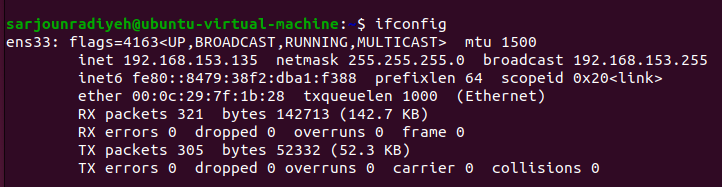 sarjounradiyeh@ubuntu-virtual-machine:~$ ifconfig
ens33: flags=4163<UP,BROADCAST,RUNNING,MULTICAST>  mtu 1500
        inet 192.168.153.135  netmask 255.255.255.0  broadcast 192.168.153.255
        inet6 fe80::8479:38f2:dba1:f388  prefixlen 64  scopeid 0x20<link>
        ether 00:0c:29:7f:1b:28  txqueuelen 1000  (Ethernet)
        RX packets 321  bytes 142713 (142.7 KB)
        RX errors 0  dropped 0  overruns 0  frame 0
        TX packets 305  bytes 52332 (52.3 KB)
        TX errors 0  dropped 0 overruns 0  carrier 0  collisions 0